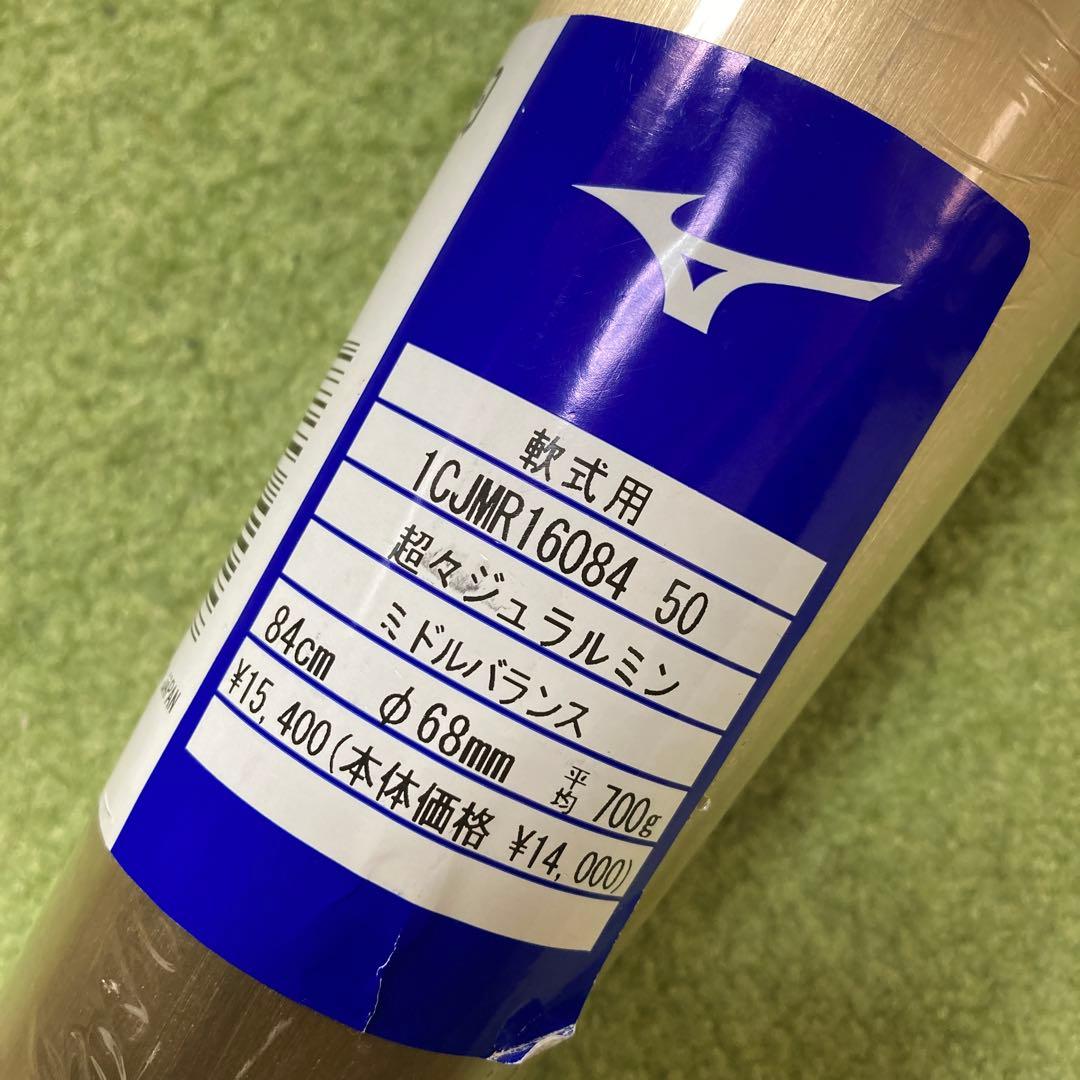 軟式用
1CJMR16084 50
超々ジュラルミン
ミドルバランス
84cm φ68mm 平均 700g
¥15,400(本体価格 ¥14,000)